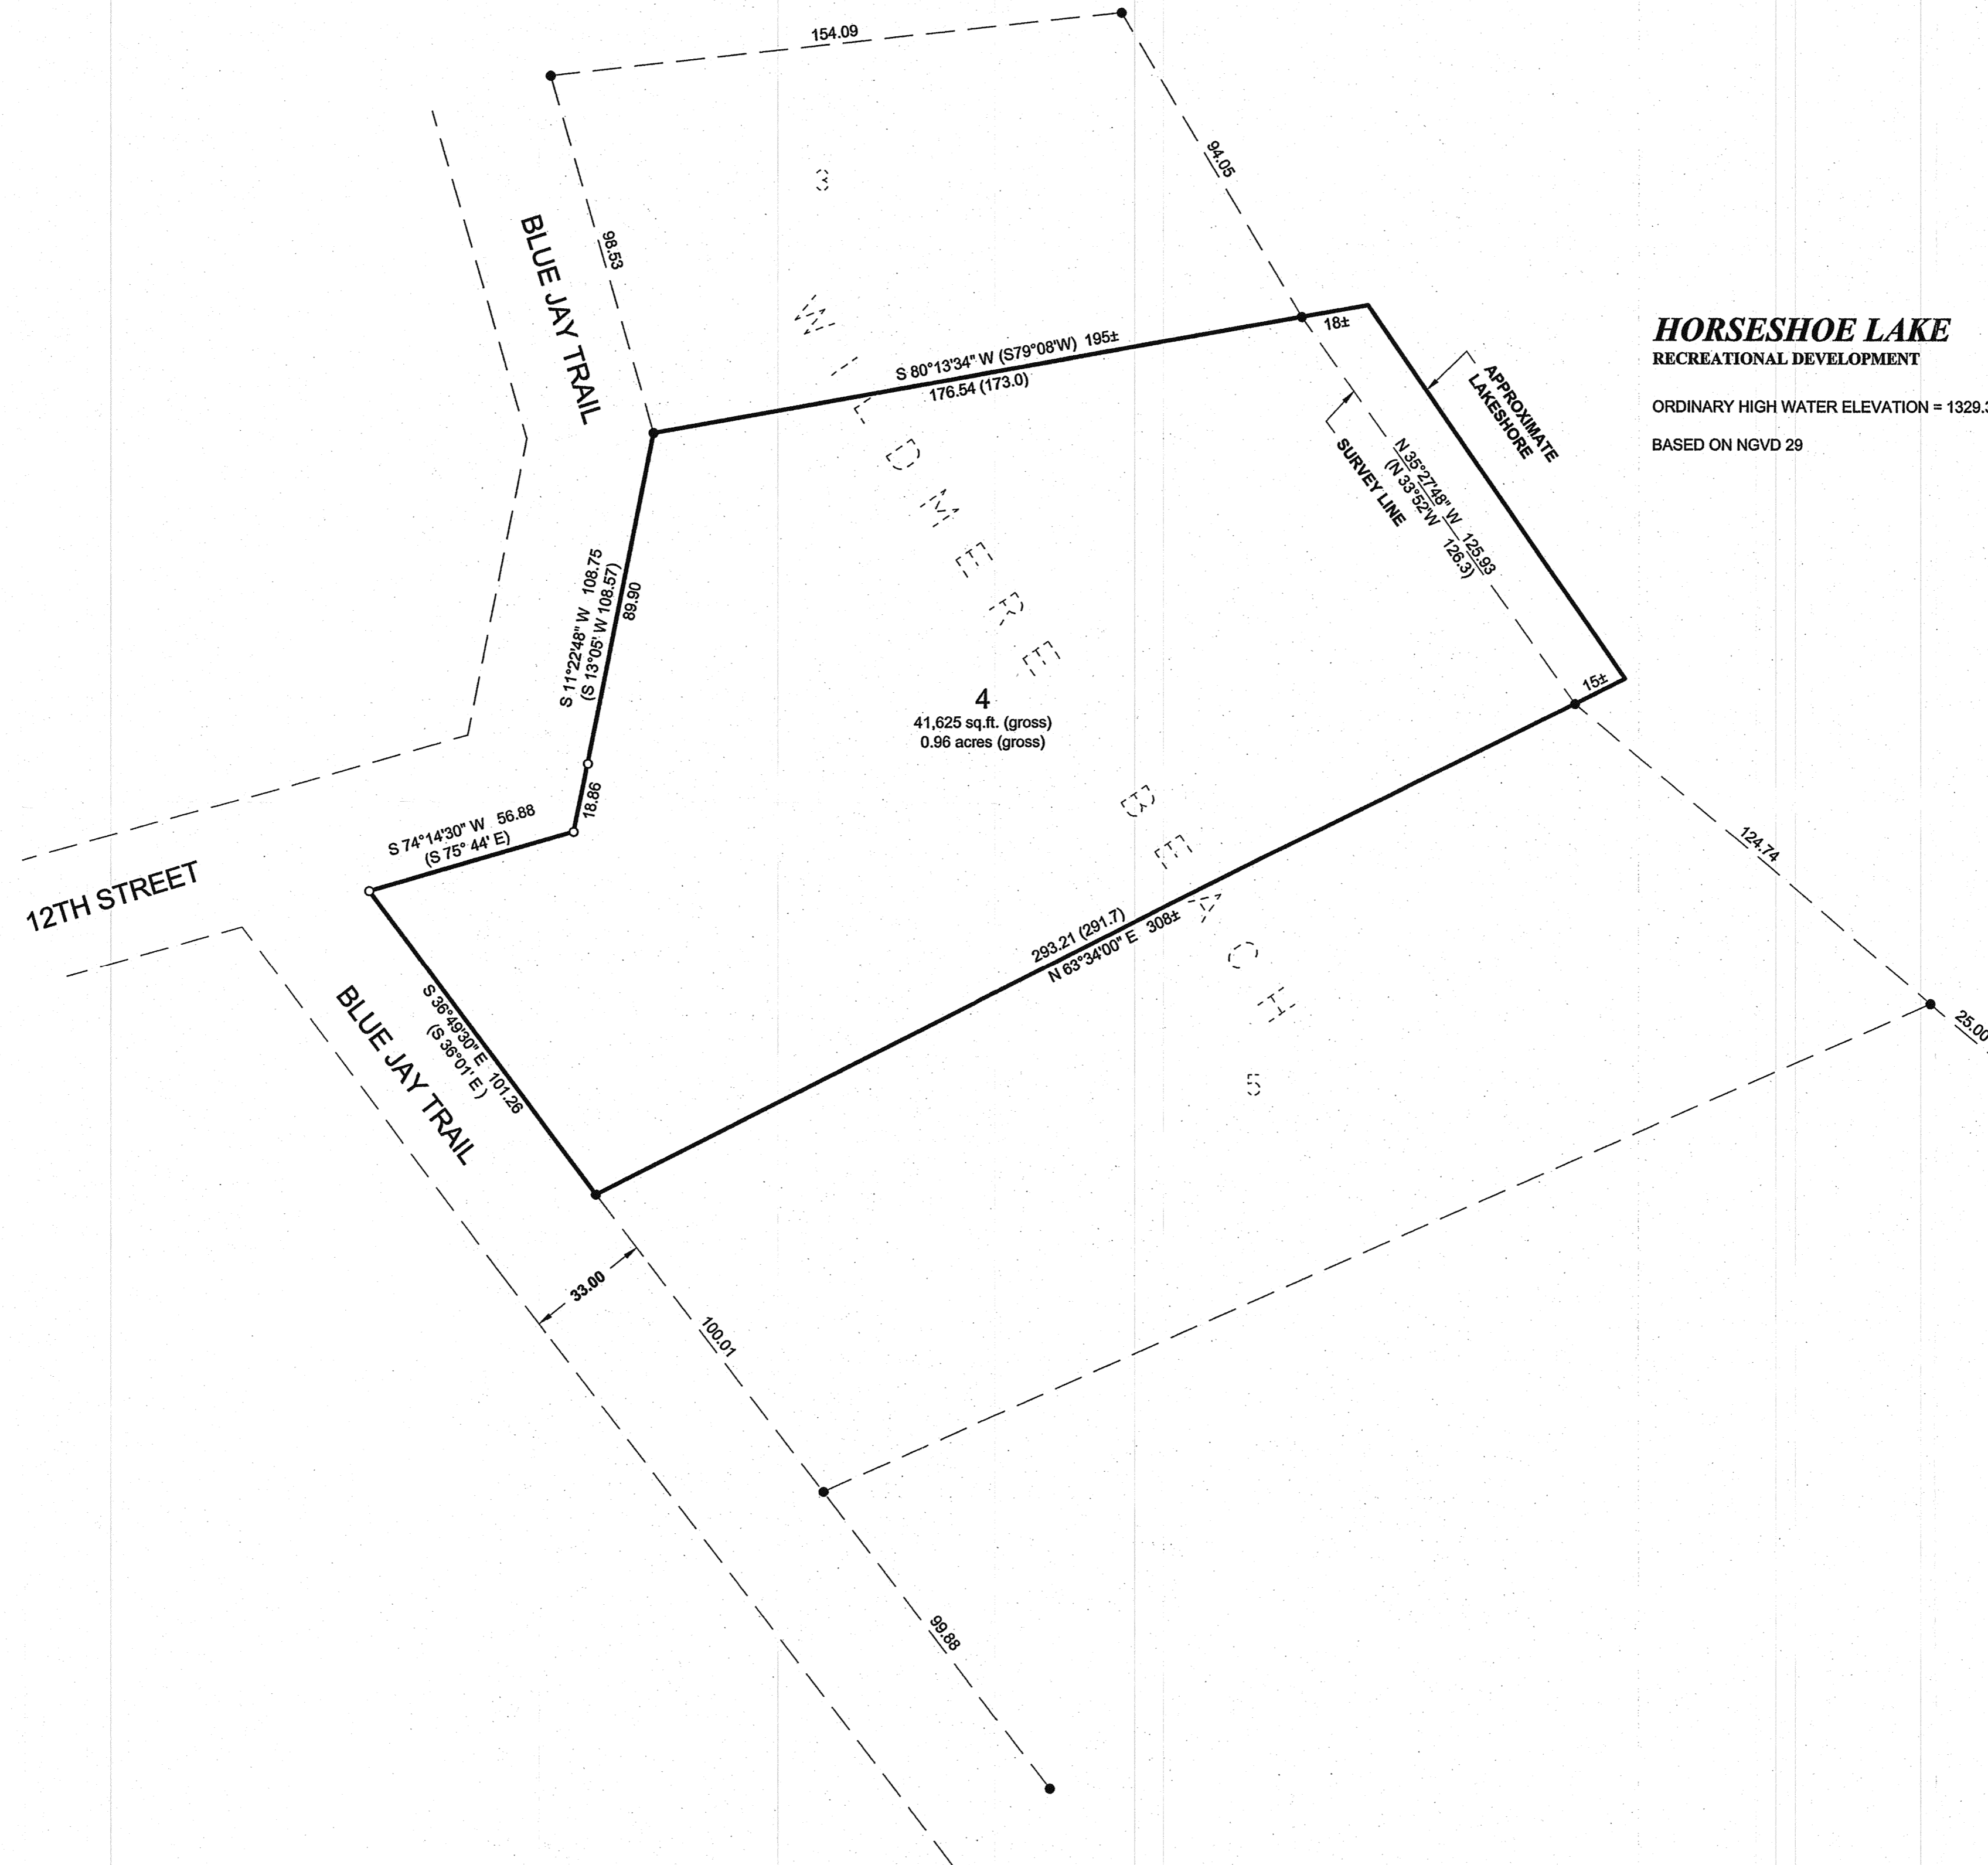 154.09
94.05
3
98.53
BLUE JAY TRAIL
WILDMERE
BEACH
S 80°13'34" W (S79°08'W) 195±
176.54 (173.0)
18±
HORSESHOE LAKE
RECREATIONAL DEVELOPMENT
ORDINARY HIGH WATER ELEVATION = 1329.3
BASED ON NGVD 29
APPROXIMATE
LAKESHORE
SURVEY LINE
N 35°27'48" W 125.93
(N 33°52'W 126.3)
S 11°22'48" W 108.75
(S 13°05' W 108.57)
89.90
4
41,625 sq.ft. (gross)
0.96 acres (gross)
15±
18.86
S 74°14'30" W 56.88
(S 75° 44' E)
12TH STREET
124.74
293.21 (291.7)
N 63°34'00" E 308±
S 36°49'30" E 101.26
(S 36°01' E )
BLUE JAY TRAIL
25.00
5
33.00
100.01
99.88